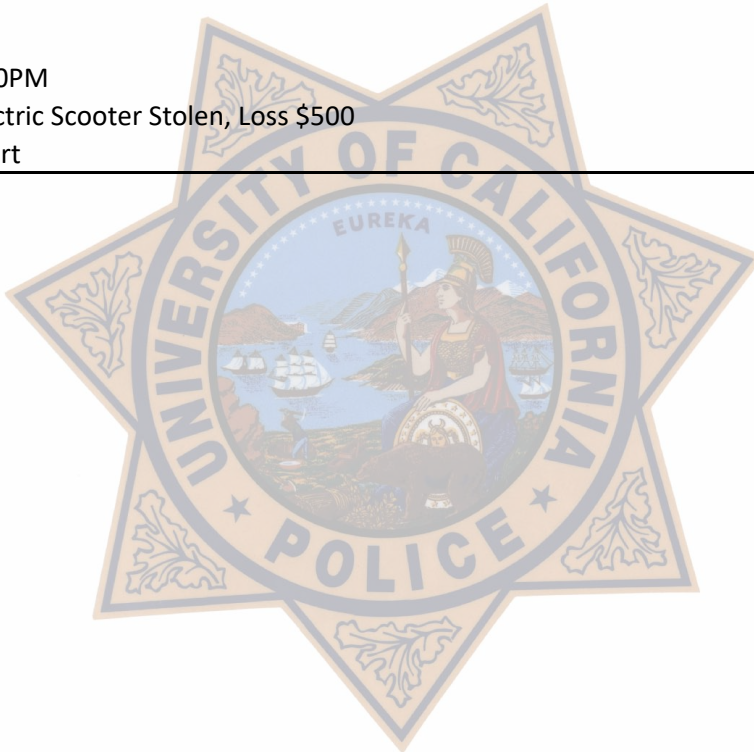 0PM
ctric Scooter Stolen, Loss $500
rt
EUREKA
UNIVERSITY OF CALIFORNIA
POLICE